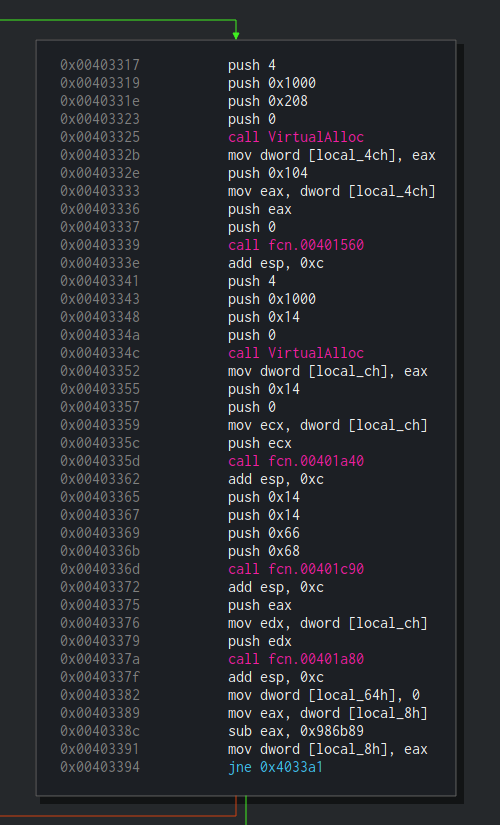 0x00403317 push 4
0x00403319 push 0x1000
0x0040331e push 0x208
0x00403323 push 0
0x00403325 call VirtualAlloc
0x0040332b mov dword [local_4ch], eax
0x0040332e push 0x104
0x00403333 mov eax, dword [local_4ch]
0x00403336 push eax
0x00403337 push 0
0x00403339 call fcn.00401560
0x0040333e add esp, 0xc
0x00403341 push 4
0x00403343 push 0x1000
0x00403348 push 0x14
0x0040334a push 0
0x0040334c call VirtualAlloc
0x00403352 mov dword [local_ch], eax
0x00403355 push 0x14
0x00403357 push 0
0x00403359 mov ecx, dword [local_ch]
0x0040335c push ecx
0x0040335d call fcn.00401a40
0x00403362 add esp, 0xc
0x00403365 push 0x14
0x00403367 push 0x14
0x00403369 push 0x66
0x0040336b push 0x68
0x0040336d call fcn.00401c90
0x00403372 add esp, 0xc
0x00403375 push eax
0x00403376 mov edx, dword [local_ch]
0x00403379 push edx
0x0040337a call fcn.00401a80
0x0040337f add esp, 0xc
0x00403382 mov dword [local_64h], 0
0x00403389 mov eax, dword [local_8h]
0x0040338c sub eax, 0x986b89
0x00403391 mov dword [local_8h], eax
0x00403394 jne 0x4033a1